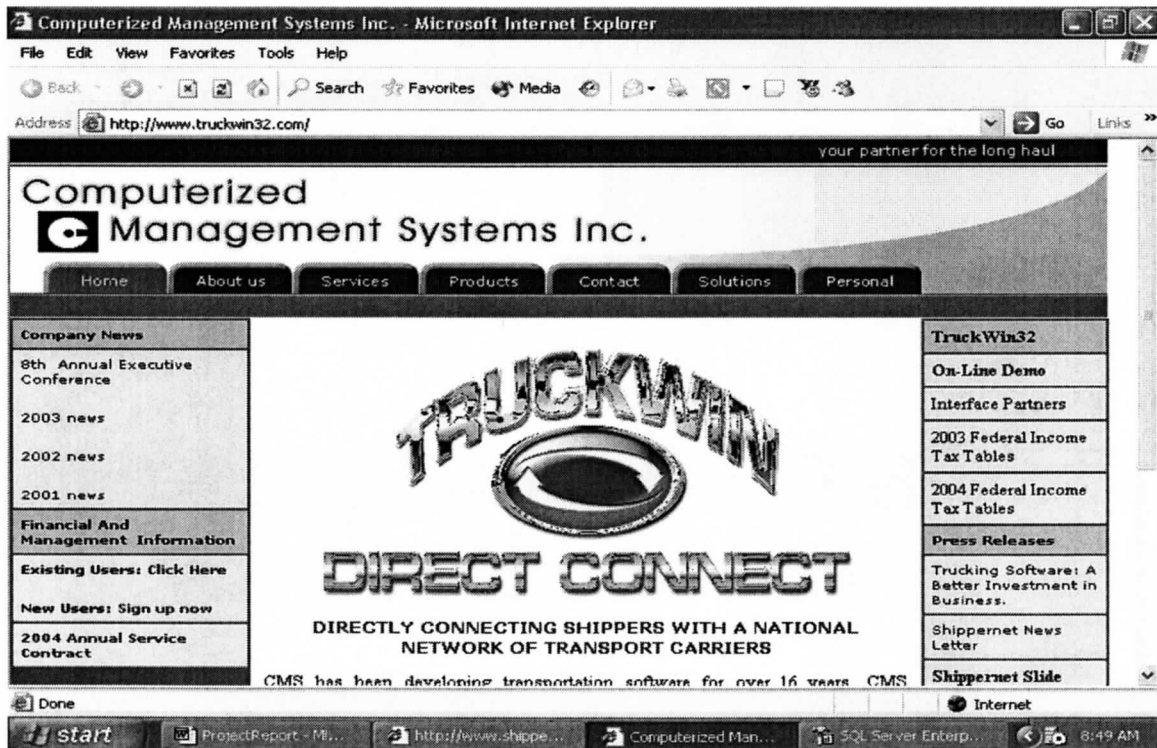 Computerized Management Systems Inc. - Microsoft Internet Explorer
File Edit View Favorites Tools Help
Back Search Favorites Media
Address http://www.truckwin32.com/ Go Links »
your partner for the long haul
Computerized
Management Systems Inc.
Home About us Services Products Contact Solutions Personal
Company News
8th Annual Executive
Conference
2003 news
2002 news
2001 news
Financial And
Management Information
Existing Users: Click Here
New Users: Sign up now
2004 Annual Service
Contract
TRUCKWIN
DIRECT CONNECT
DIRECTLY CONNECTING SHIPPERS WITH A NATIONAL
NETWORK OF TRANSPORT CARRIERS
CMS has been developing transportation software for over 16 years. CMS
TruckWin32
On-Line Demo
Interface Partners
2003 Federal Income
Tax Tables
2004 Federal Income
Tax Tables
Press Releases
Trucking Software: A
Better Investment in
Business.
Shippernet News
Letter
Shippernet Slide
Done Internet
start ProjectReport - Mi... http://www.shippe... Computerized Man... SQL Server Enterp... 8:49 AM